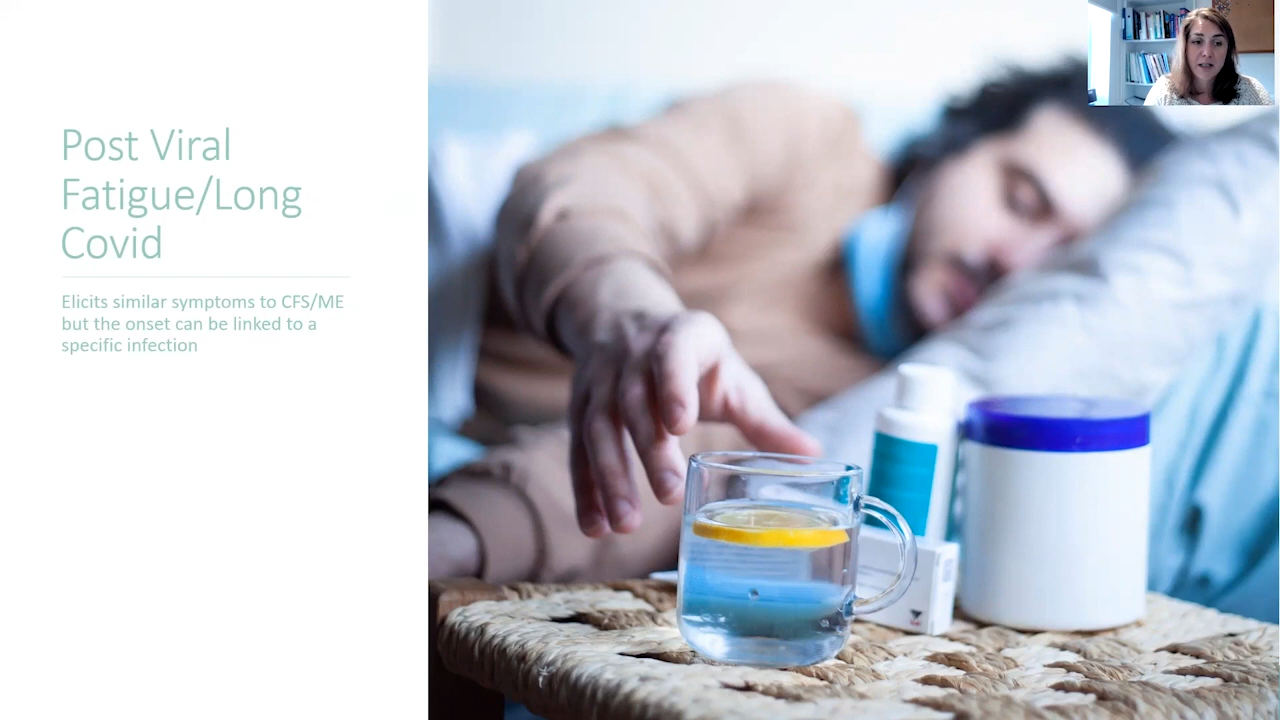 Post Viral
Fatigue/Long
Covid
Elicits similar symptoms to CFS/ME
but the onset can be linked to a
specific infection